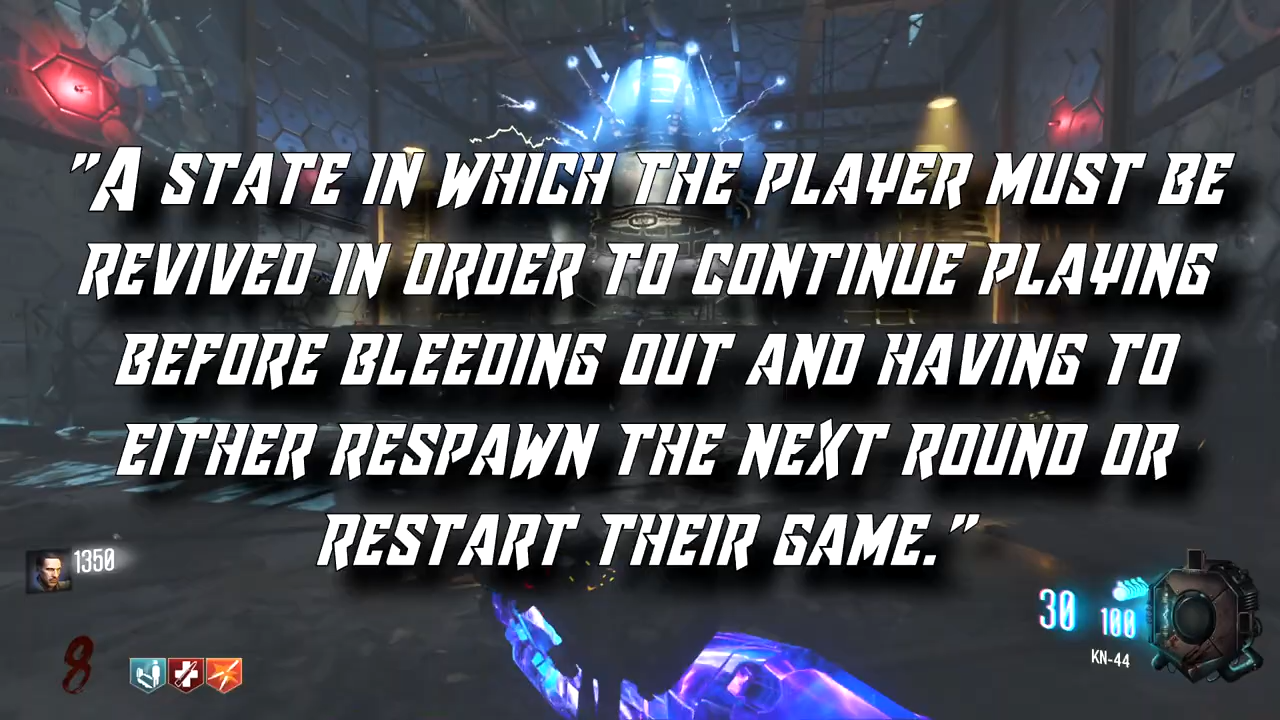 "A STATE IN WHICH THE PLAYER MUST BE
REVIVED IN ORDER TO CONTINUE PLAYING
BEFORE BLEEDING OUT AND HAVING TO
EITHER RESPAWN THE NEXT ROUND OR
RESTART THEIR GAME."
1350
30 100
KN-44
8